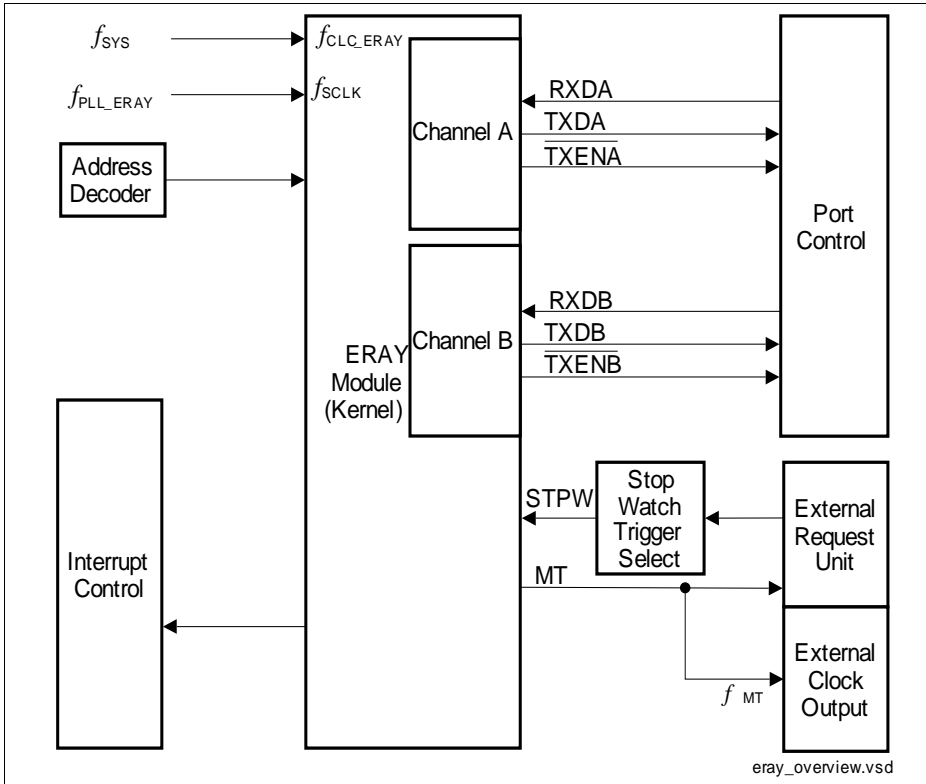 fSYS
fCLC_ERAY
fPLL_ERAY
fSCLK
Address
Decoder
Channel A
RXDA
TXDA
TXENA
Port
Control
Channel B
RXDB
TXDB
TXENB
ERAY
Module
(Kernel)
Interrupt
Control
STPW
Stop
Watch
Trigger
Select
External
Request
Unit
MT
External
Clock
Output
f MT
eray_overview.vsd